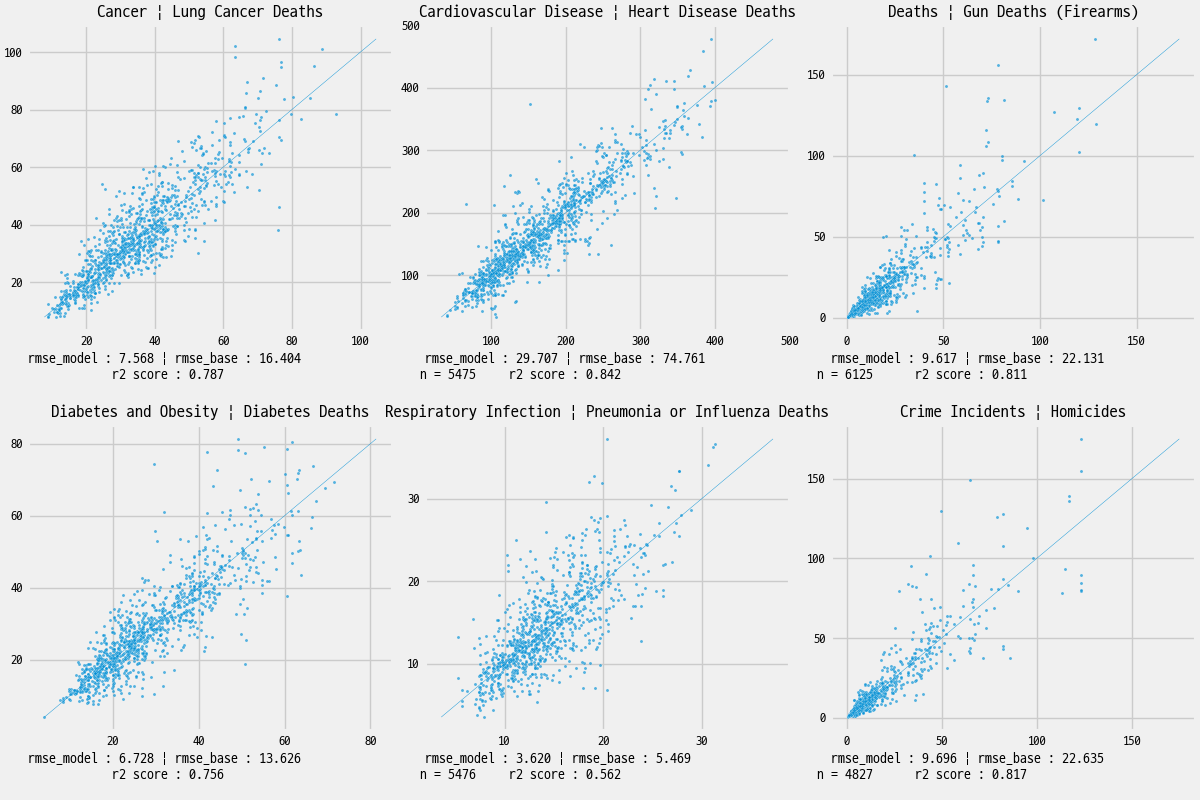 Cancer ¦ Lung Cancer Deaths
100
80
60
40
20
20 40 60 80 100
rmse_model : 7.568 ¦ rmse_base : 16.404
r2 score : 0.787
Cardiovascular Disease ¦ Heart Disease Deaths
500
400
300
200
100
100 200 300 400 500
rmse_model : 29.707 ¦ rmse_base : 74.761
n = 5475 r2 score : 0.842
Deaths ¦ Gun Deaths (Firearms)
150
100
50
0
0 50 100 150
rmse_model : 9.617 ¦ rmse_base : 22.131
n = 6125 r2 score : 0.811
Diabetes and Obesity ¦ Diabetes Deaths
80
60
40
20
20 40 60 80
rmse_model : 6.728 ¦ rmse_base : 13.626
r2 score : 0.756
Respiratory Infection ¦ Pneumonia or Influenza Deaths
30
20
10
10 20 30
rmse_model : 3.620 ¦ rmse_base : 5.469
n = 5476 r2 score : 0.562
Crime Incidents ¦ Homicides
150
100
50
0
0 50 100 150
rmse_model : 9.696 ¦ rmse_base : 22.635
n = 4827 r2 score : 0.817